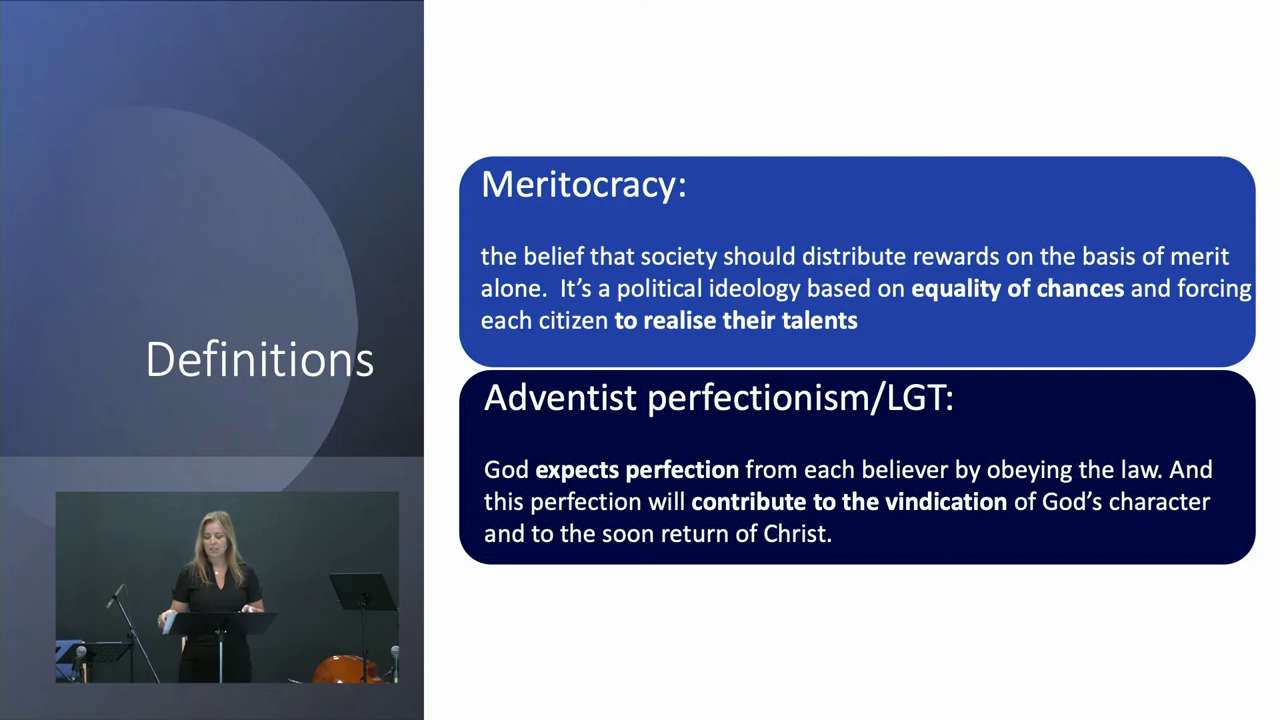 Definitions
Meritocracy:
the belief that society should distribute rewards on the basis of merit
alone.  It’s a political ideology based on equality of chances and forcing
each citizen to realise their talents
Adventist perfectionism/LGT:
God expects perfection from each believer by obeying the law. And
this perfection will contribute to the vindication of God’s character
and to the soon return of Christ.